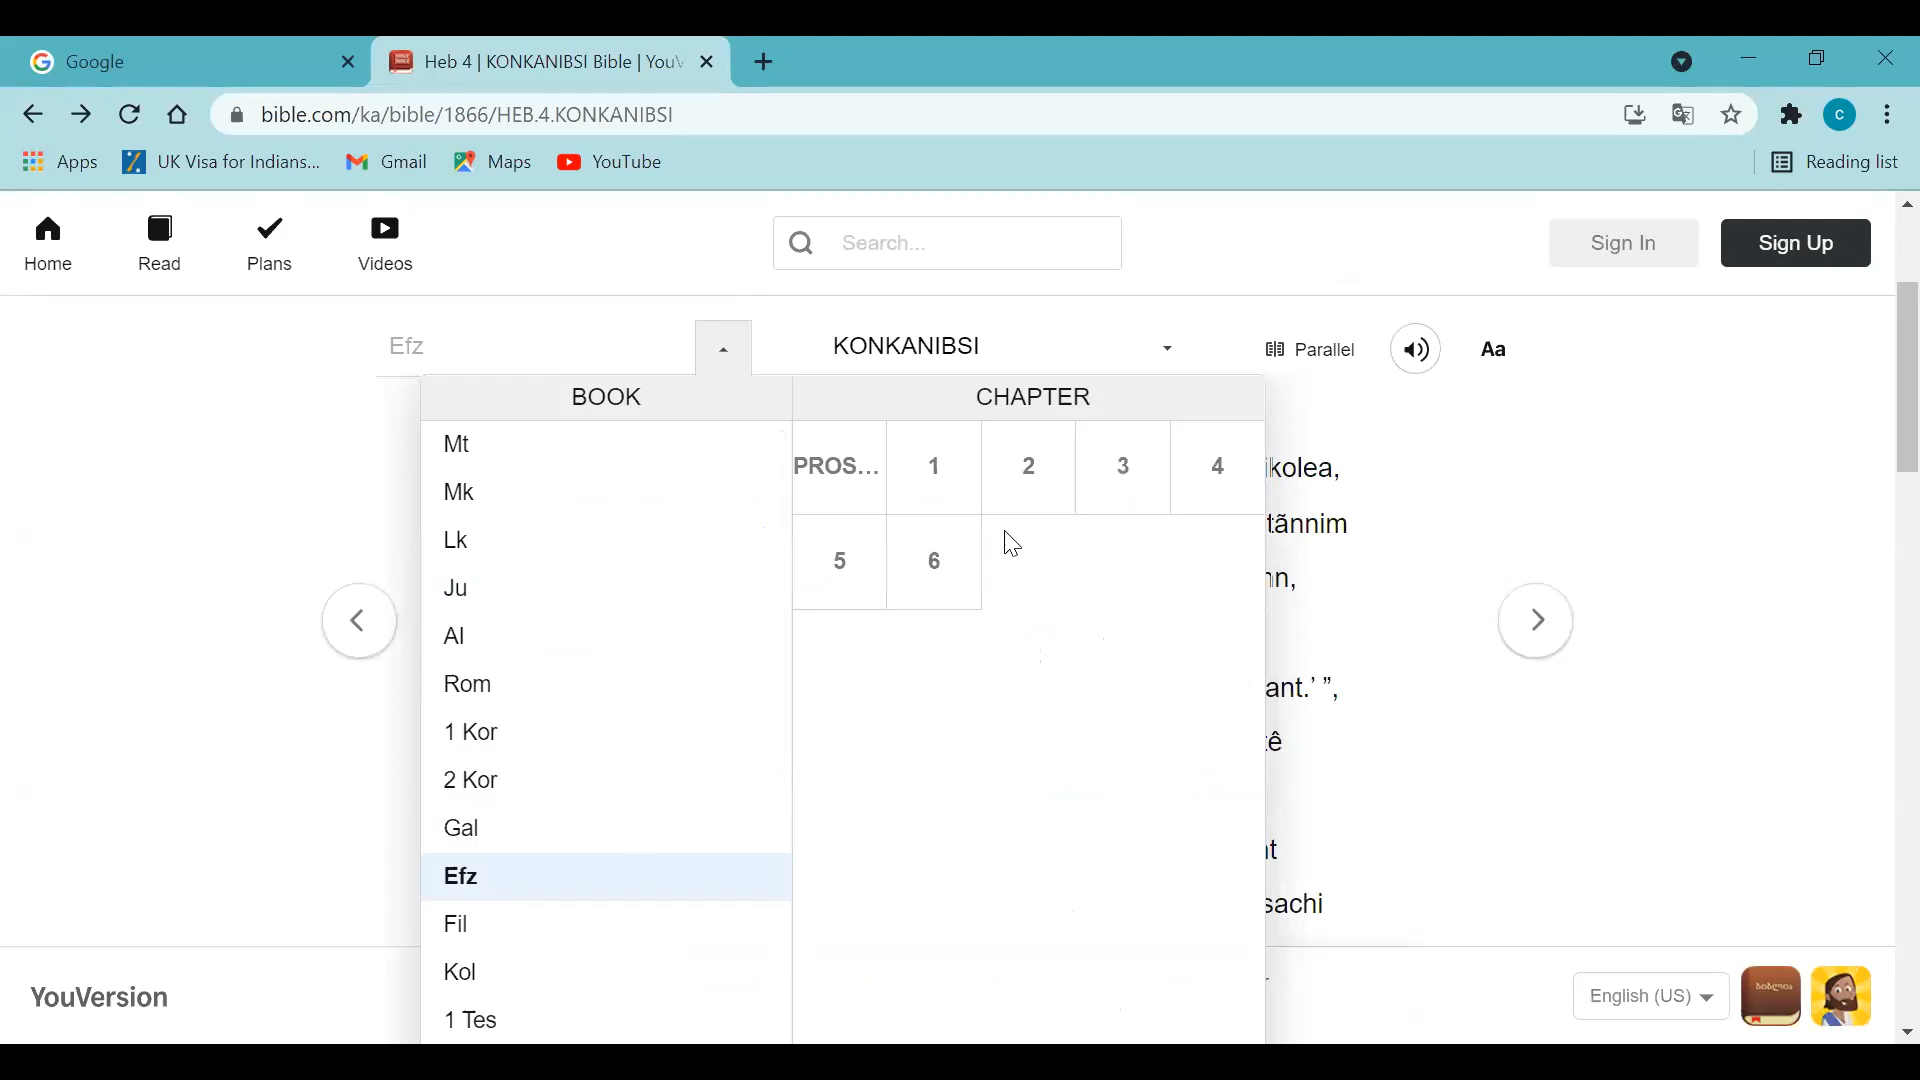 Google
Heb 4 | KONKANIBSI Bible | YouV
bible.com/ka/bible/1866/HEB.4.KONKANIBSI
c
Apps
UK Visa for Indians...
Gmail
Maps
YouTube
Reading list
Home
Read
Plans
Videos
Search...
Sign In
Sign Up
Efz
KONKANIBSI
Parallel
Aa
BOOK
CHAPTER
Mt
Mk
Lk
Ju
Al
Rom
1 Kor
2 Kor
Gal
Efz
Fil
Kol
1 Tes
PROS...
1
2
3
4
5
6
ikolea,
tãnnim
nn,
ant.’ ”,
tê
sachi
YouVersion
English (US)
ბიბლია